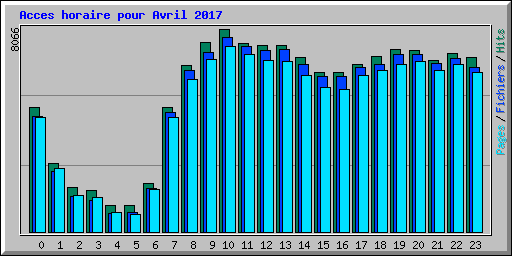 Acces horaire pour Avril 2017
8066
Pages/Fichiers/Hits
0 1 2 3 4 5 6 7 8 9 10 11 12 13 14 15 16 17 18 19 20 21 22 23